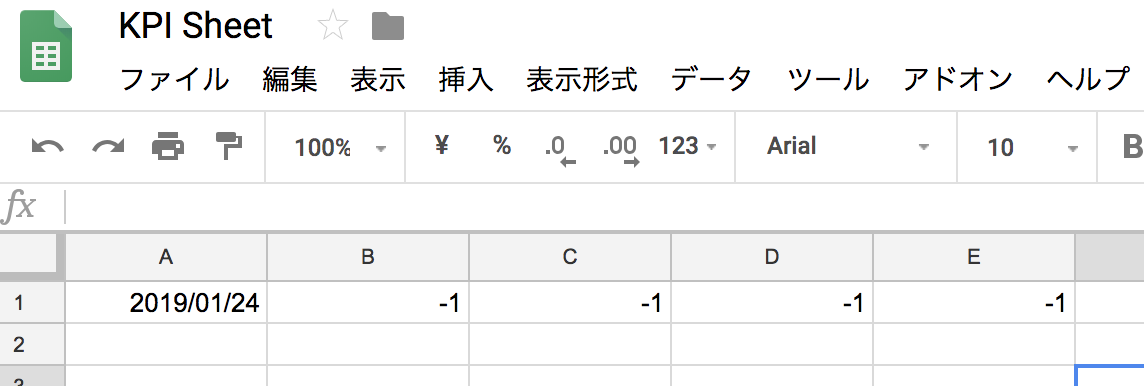 KPI Sheet
ファイル 編集 表示 挿入 表示形式 データ ツール アドオン ヘルプ
100% ¥ % .0 .00 123 Arial 10 B
fx
A B C D E
1 2019/01/24 -1 -1 -1 -1
2
3